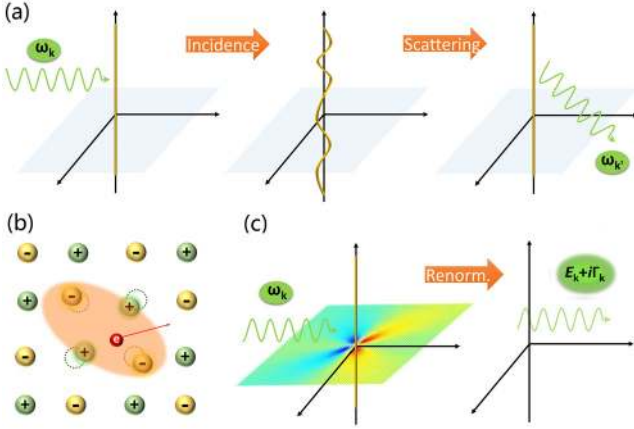 (a)
ωk
Incidence
Scattering
ωk'
(b)
- + - +
+ - + -
e
- + - +
+ - + -
(c)
ωk
Renorm.
Ek+iΓk